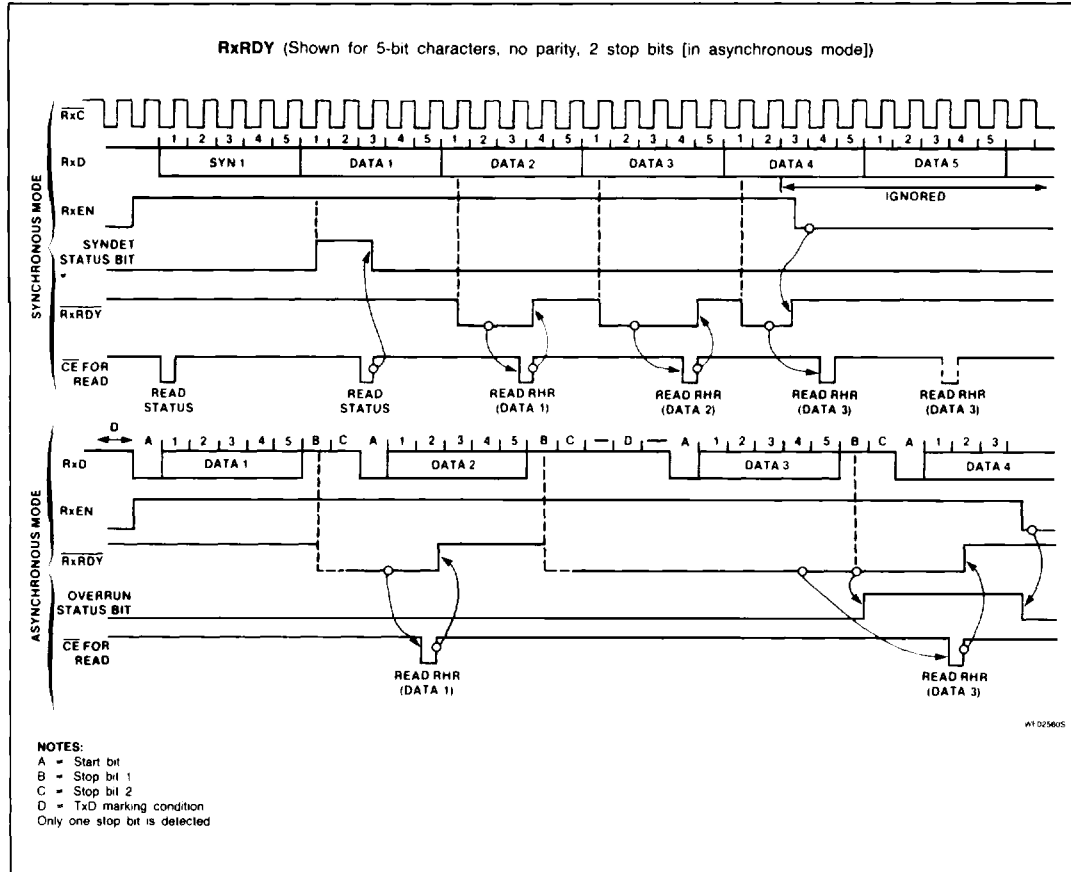 RxRDY (Shown for 5-bit characters, no parity, 2 stop bits [in asynchronous mode])
SYNCHRONOUS MODE
RxC
1 2 3 4 5 1 2 3 4 5 1 2 3 4 5 1 2 3 4 5 1 2 3 4 5 1 2 3 4 5
RxD SYN 1 DATA 1 DATA 2 DATA 3 DATA 4 DATA 5
IGNORED
RxEN
SYNDET
STATUS BIT
RxRDY
CE FOR
READ
READ
STATUS
READ
STATUS
READ RHR
(DATA 1)
READ RHR
(DATA 2)
READ RHR
(DATA 3)
READ RHR
(DATA 3)
ASYNCHRONOUS MODE
D
A 1 2 3 4 5 B C A 1 2 3 4 5 B C D A 1 2 3 4 5 B C A 1 2 3
RxD DATA 1 DATA 2 DATA 3 DATA 4
RxEN
RxRDY
OVERRUN
STATUS BIT
CE FOR
READ
READ RHR
(DATA 1)
READ RHR
(DATA 3)
WF02560S
NOTES:
A = Start bit
B = Stop bit 1
C = Stop bit 2
D = TxD marking condition
Only one stop bit is detected